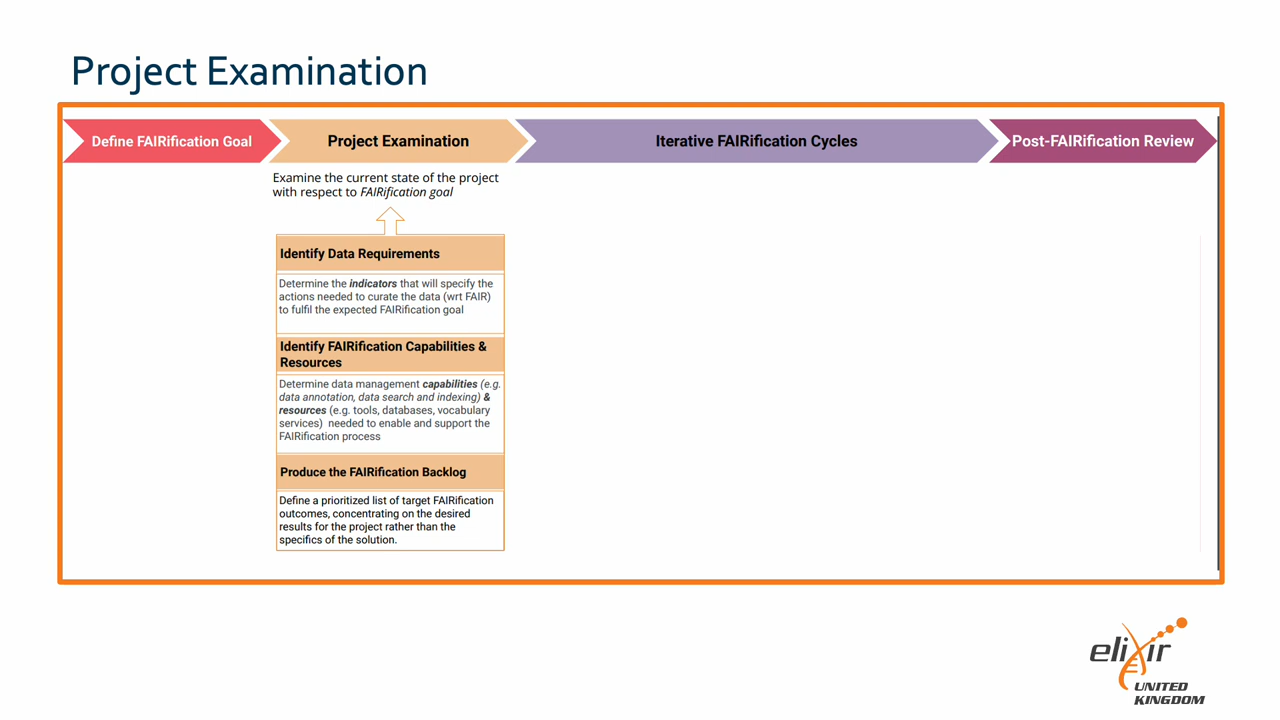 Project Examination
Define FAIRification Goal
Project Examination
Iterative FAIRification Cycles
Post-FAIRification Review
Examine the current state of the project
with respect to FAIRification goal
Identify Data Requirements
Determine the indicators that will specify the
actions needed to curate the data (wrt FAIR)
to fulfil the expected FAIRification goal
Identify FAIRification Capabilities &
Resources
Determine data management capabilities (e.g.
data annotation, data search and indexing) &
resources (e.g. tools, databases, vocabulary
services) needed to enable and support the
FAIRification process
Produce the FAIRification Backlog
Define a prioritized list of target FAIRification
outcomes, concentrating on the desired
results for the project rather than the
specifics of the solution.
elixir
UNITED
KINGDOM